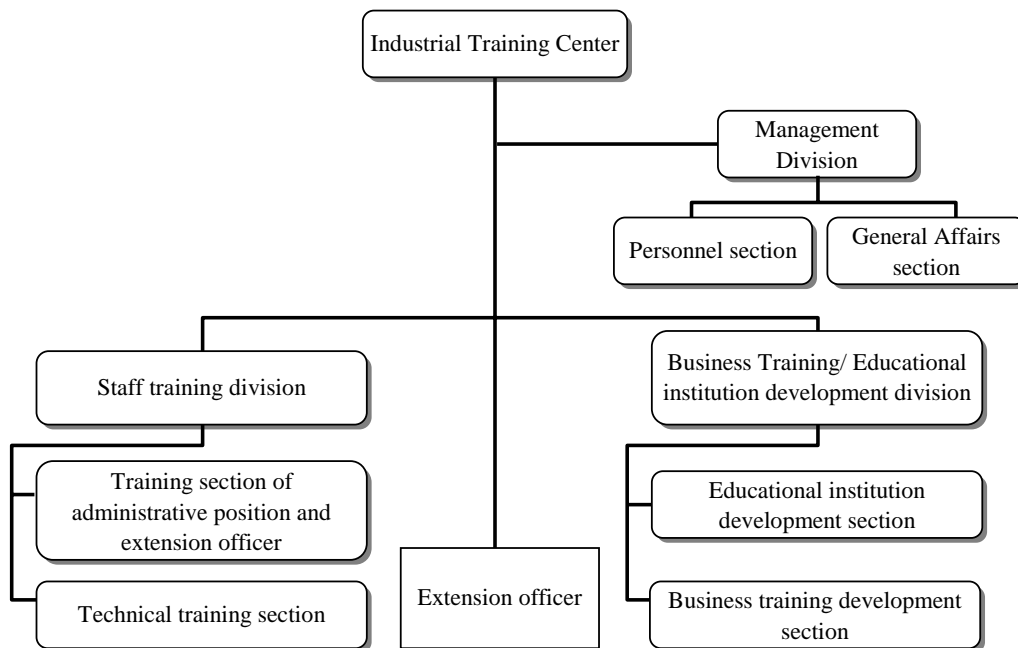 Industrial Training Center
Management
Division
Personnel section
General Affairs
section
Staff training division
Business Training/ Educational
institution development division
Training section of
administrative position and
extension officer
Educational institution
development section
Extension officer
Technical training section
Business training development
section